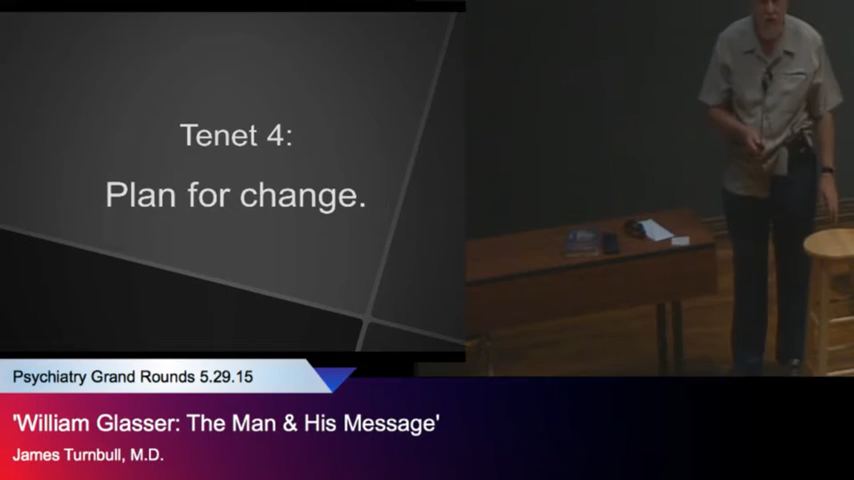 Tenet 4:
Plan for change.
Psychiatry Grand Rounds 5.29.15
'William Glasser: The Man & His Message'
James Turnbull, M.D.